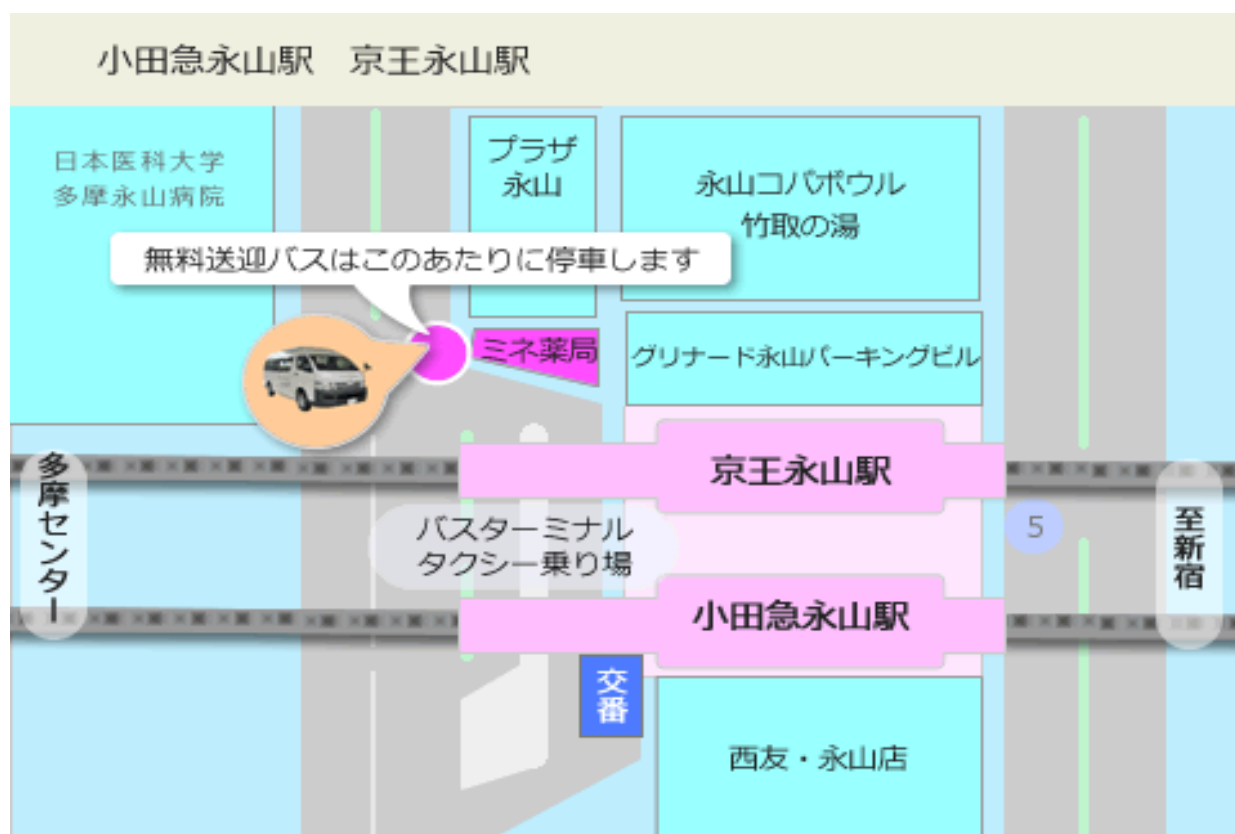 小田急永山駅　京王永山駅
日本医科大学
多摩永山病院
プラザ
永山
永山コパボウル
竹取の湯
無料送迎バスはこのあたりに停車します
ミネ薬局
グリナード永山パーキングビル
京王永山駅
多摩センター
バスターミナル
タクシー乗り場
5
至新宿
小田急永山駅
交番
西友・永山店